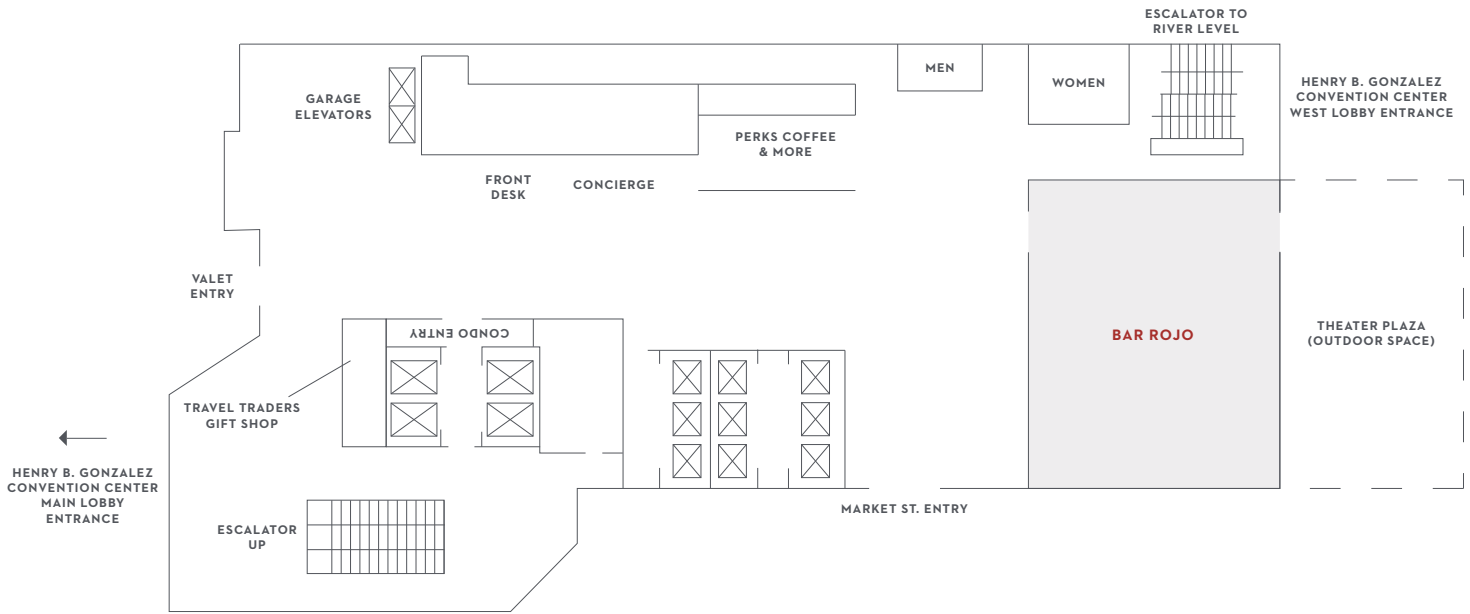 ESCALATOR TO
RIVER LEVEL
MEN
WOMEN
HENRY B. GONZALEZ
CONVENTION CENTER
WEST LOBBY ENTRANCE
GARAGE
ELEVATORS
PERKS COFFEE
& MORE
FRONT
DESK
CONCIERGE
VALET
ENTRY
CONDO ENTRY
BAR ROJO
THEATER PLAZA
(OUTDOOR SPACE)
TRAVEL TRADERS
GIFT SHOP
HENRY B. GONZALEZ
CONVENTION CENTER
MAIN LOBBY
ENTRANCE
MARKET ST. ENTRY
ESCALATOR
UP